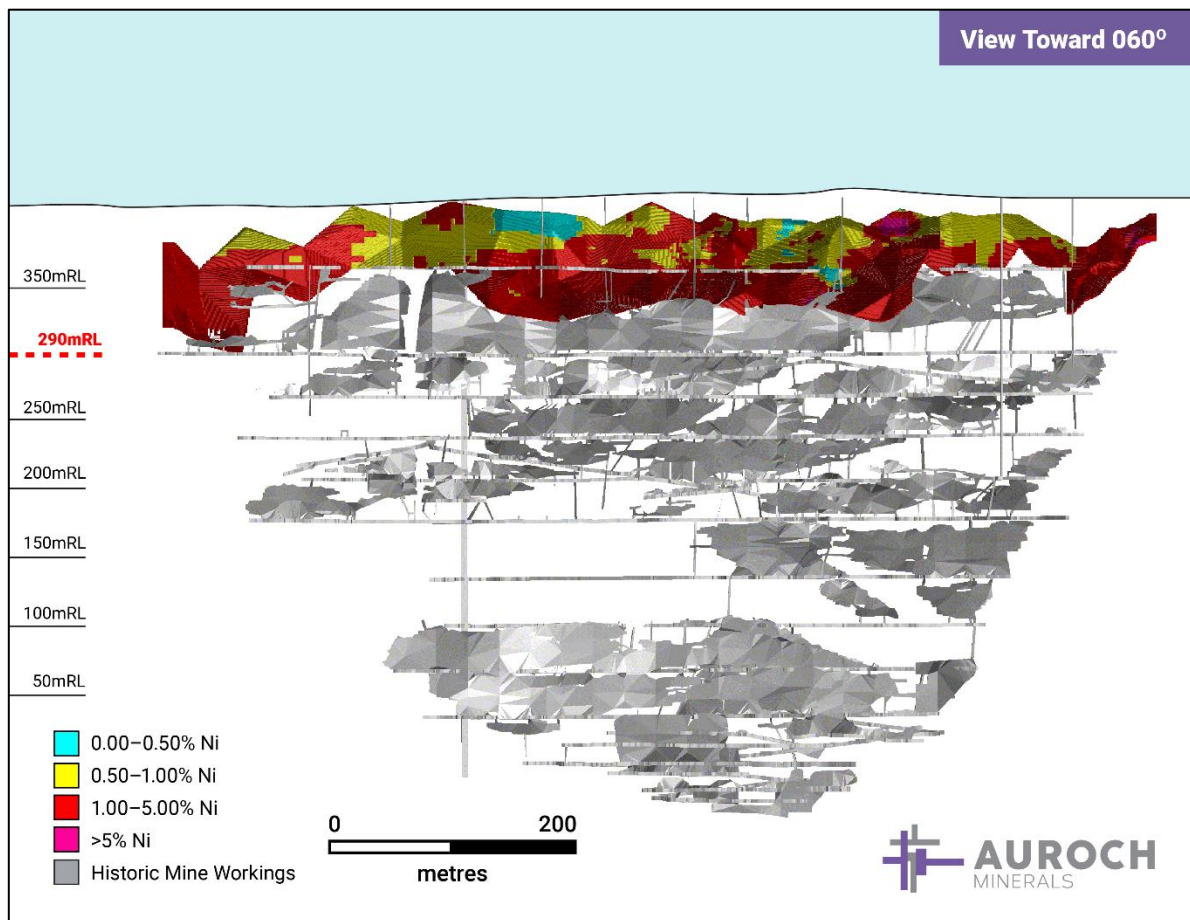 View Toward 060º
350mRL
290mRL
250mRL
200mRL
150mRL
100mRL
50mRL
0.00–0.50% Ni
0.50–1.00% Ni
1.00–5.00% Ni
>5% Ni
Historic Mine Workings
0 200
metres
AUROCH
MINERALS